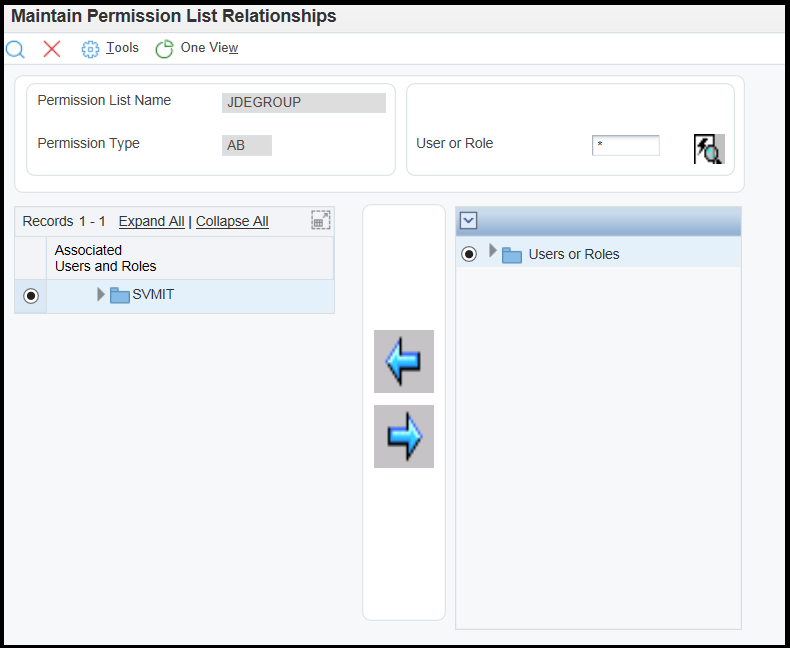 Maintain Permission List Relationships
Tools One View
Permission List Name JDEGROUP
Permission Type AB
User or Role *
Records 1 - 1 Expand All | Collapse All
Associated
Users and Roles
SVMIT
Users or Roles